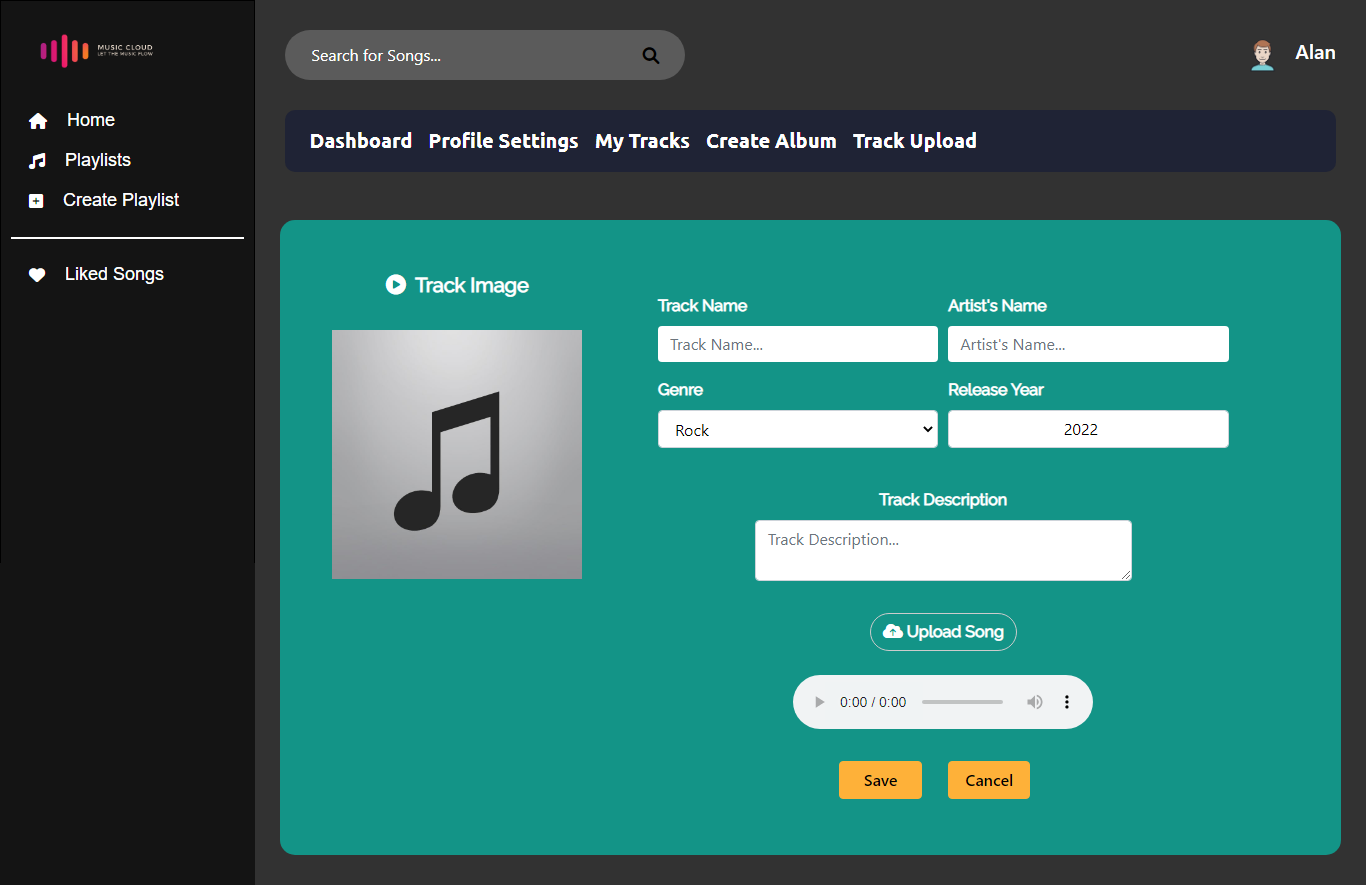 MUSIC CLOUD
LET THE MUSIC FLOW
Home
Playlists
Create Playlist
Liked Songs
Search for Songs...
Alan
Dashboard Profile Settings My Tracks Create Album Track Upload
Track Image
Track Name Artist's Name
Track Name... Artist's Name...
Genre Release Year
Rock 2022
Track Description
Track Description...
Upload Song
0:00 / 0:00
Save Cancel